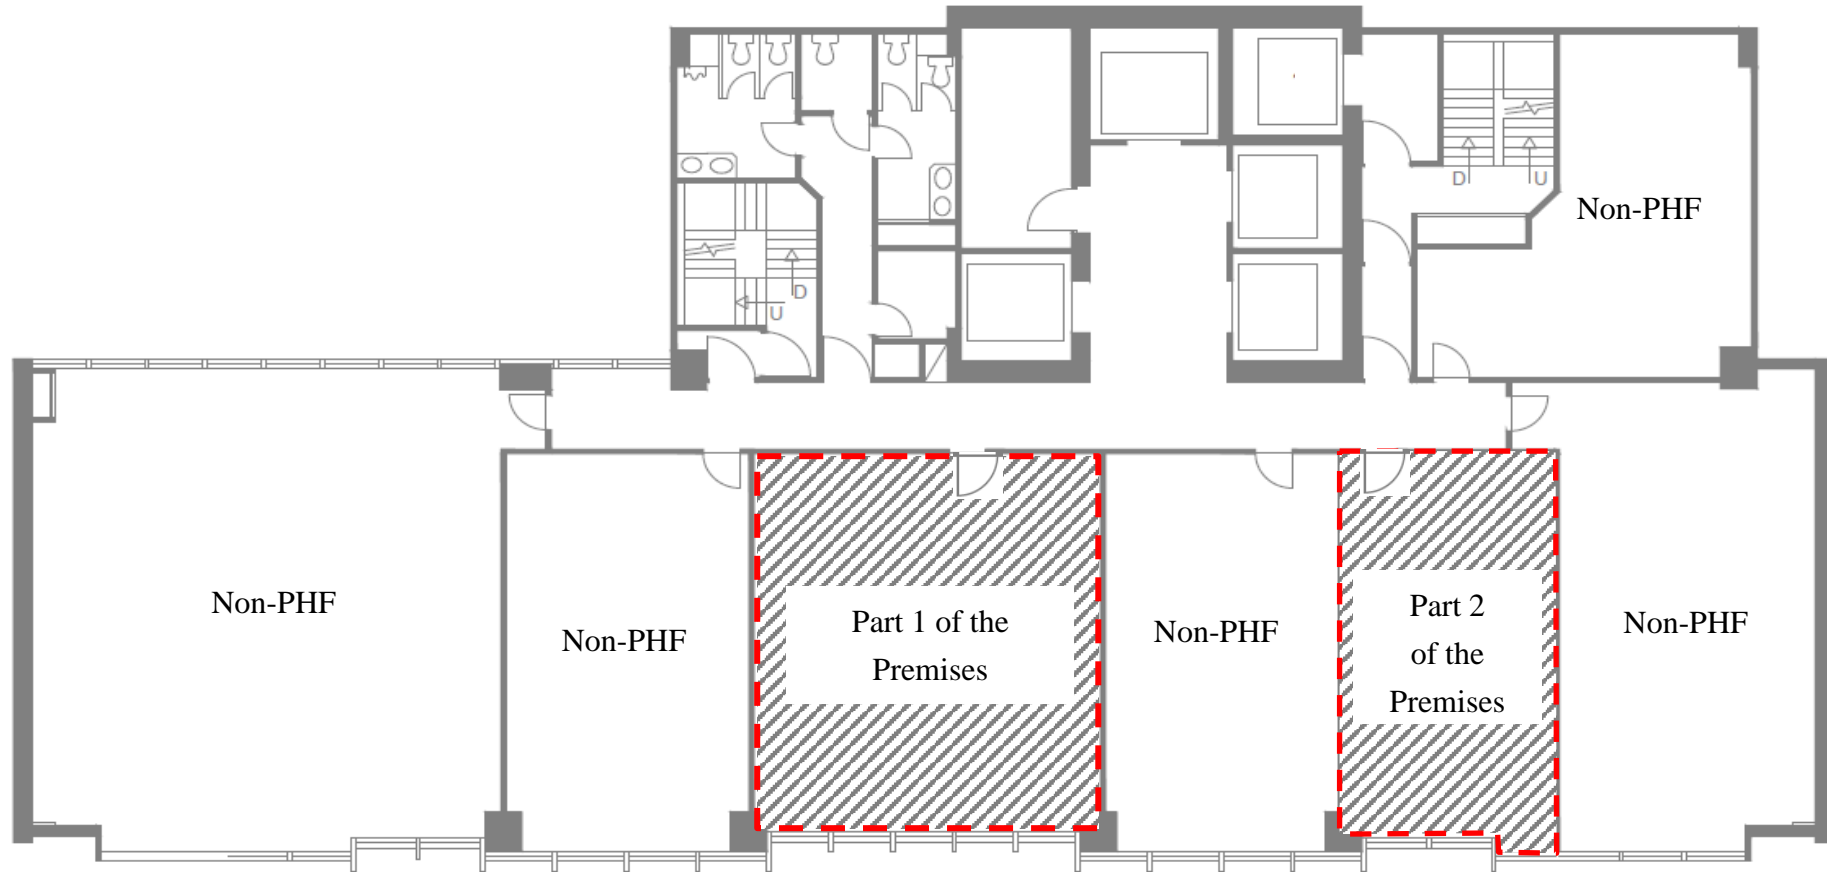 D
U
Non-PHF
D
U
Non-PHF
Non-PHF
Part 1 of the
Premises
Non-PHF
Part 2
of the
Premises
Non-PHF